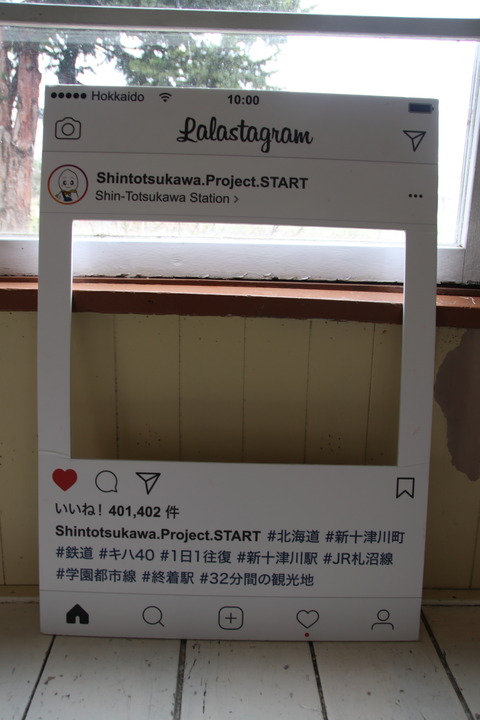 Hokkaido 10:00
Lalastagram
Shintotsukawa.Project.START
Shin-Totsukawa Station >
いいね! 401,402 件
Shintotsukawa.Project.START #北海道 #新十津川町
#鉄道 #キハ40 #1日1往復 #新十津川駅 #JR札沼線
#学園都市線 #終着駅 #32分間の観光地